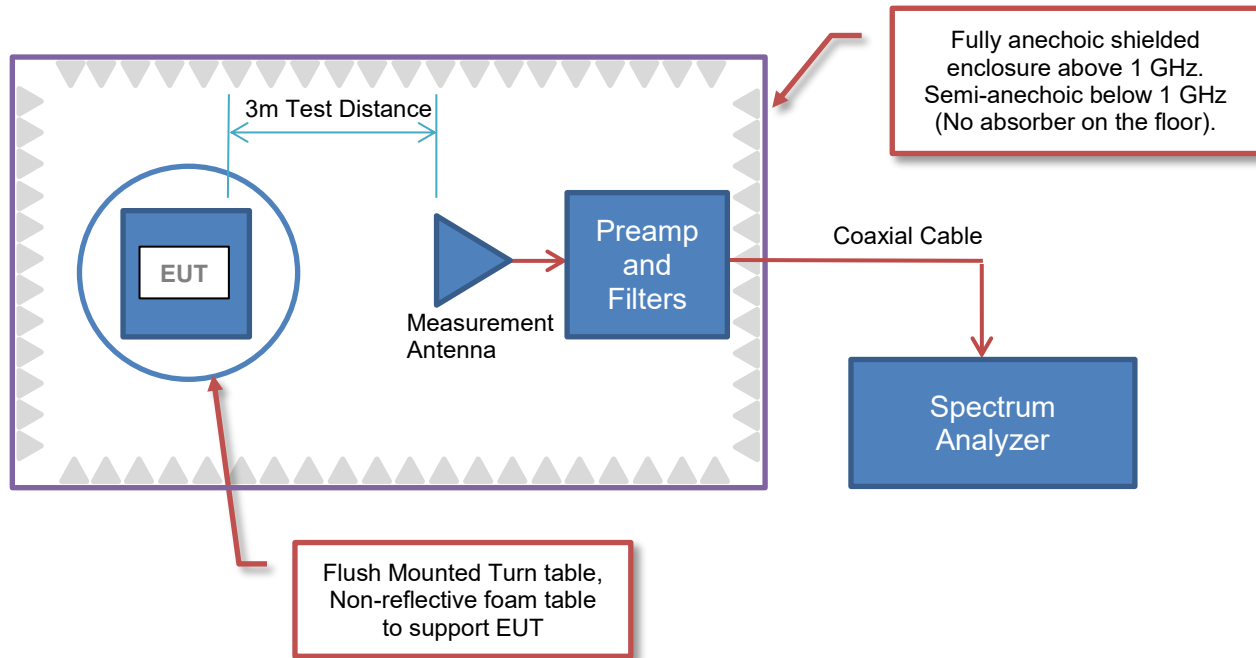 Fully anechoic shielded
enclosure above 1 GHz.
Semi-anechoic below 1 GHz
(No absorber on the floor).
3m Test Distance
EUT
Measurement
Antenna
Preamp
and
Filters
Coaxial Cable
Spectrum
Analyzer
Flush Mounted Turn table,
Non-reflective foam table
to support EUT